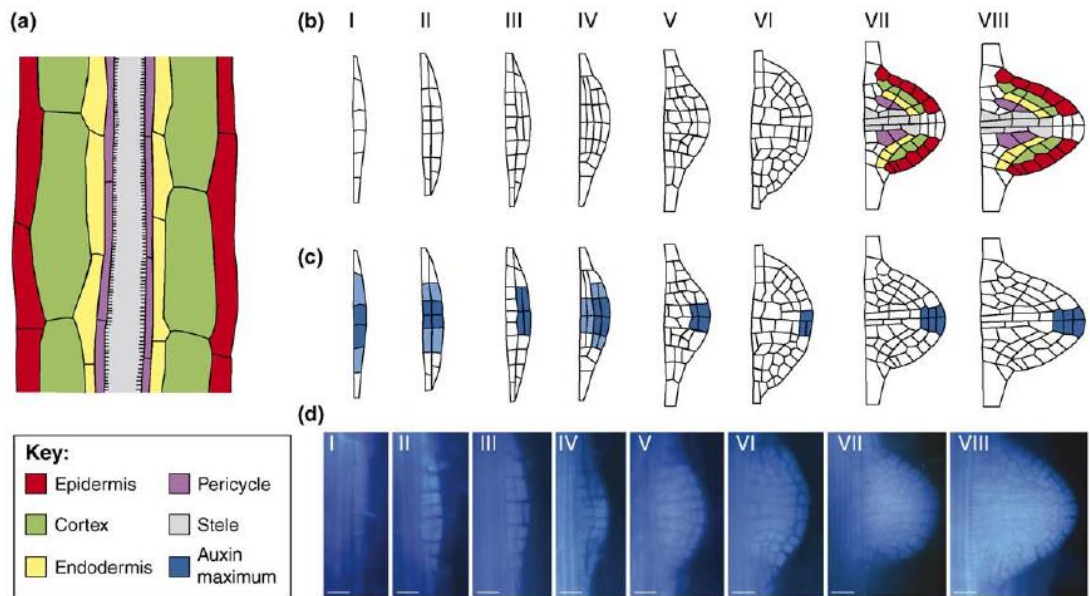 (a)
(b) I II III IV V VI VII VIII
(c)
(d) I II III IV V VI VII VIII
Key:
Epidermis Pericycle
Cortex Stele
Endodermis Auxin
maximum